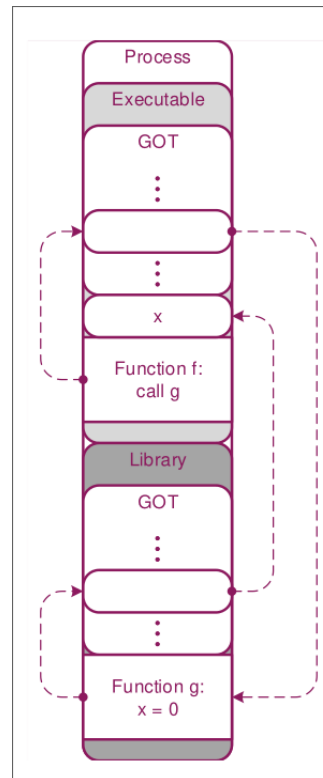 Process
Executable
GOT
x
Function f:
call g
Library
GOT
Function g:
x = 0